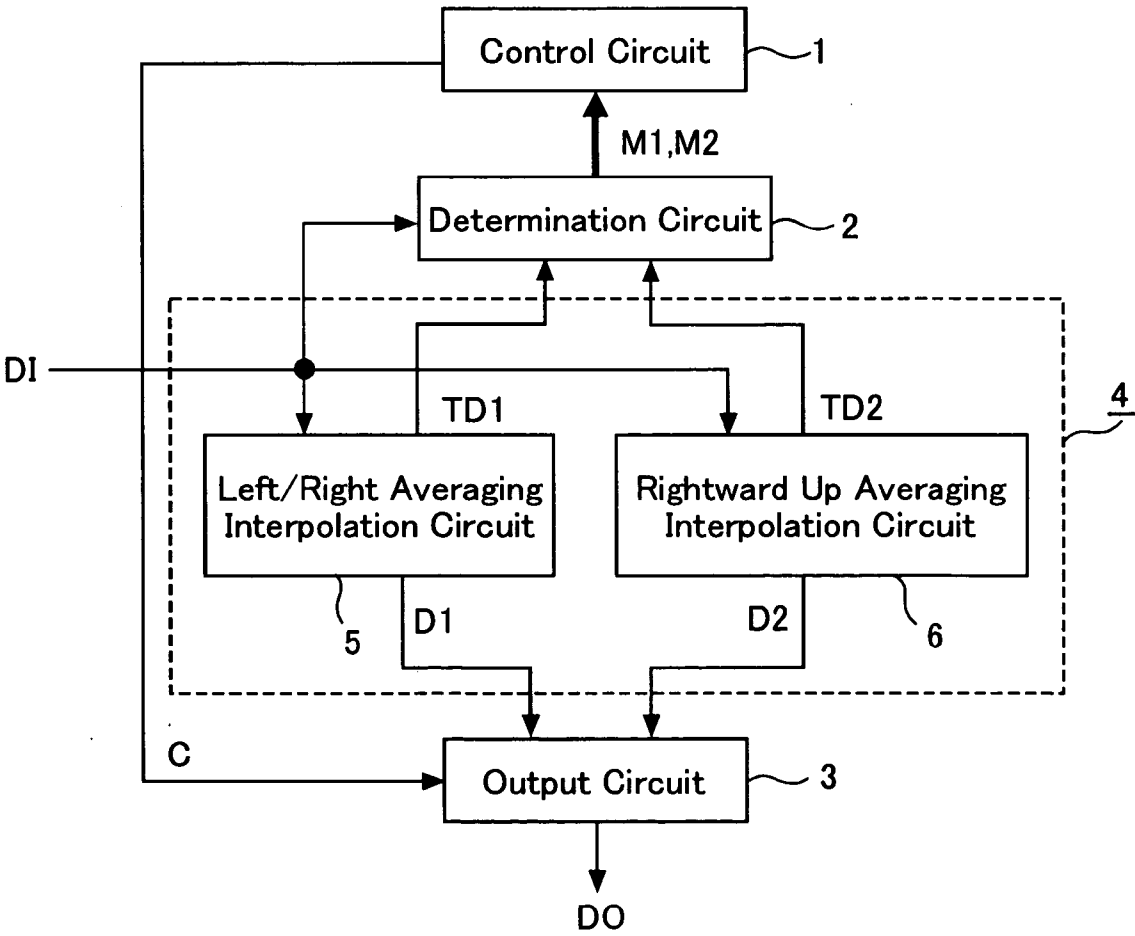 Control Circuit
1
M1,M2
Determination Circuit
2
DI
TD1
TD2
4
Left/Right Averaging
Interpolation Circuit
Rightward Up Averaging
Interpolation Circuit
5
D1
D2
6
C
Output Circuit
3
DO